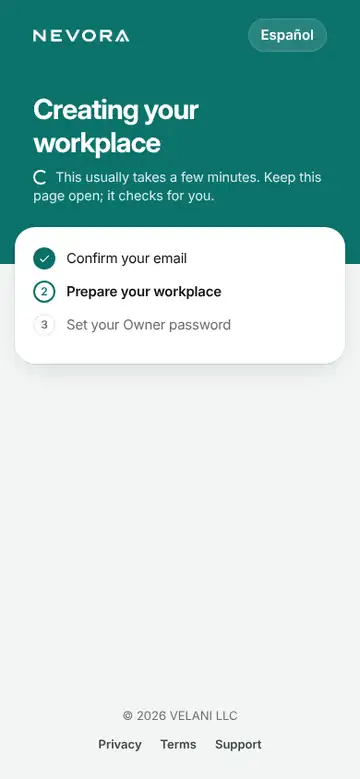 NEVORA
Español
Creating your
workplace
This usually takes a few minutes. Keep this
page open; it checks for you.
Confirm your email
2 Prepare your workplace
3 Set your Owner password
© 2026 VELANI LLC
Privacy Terms Support